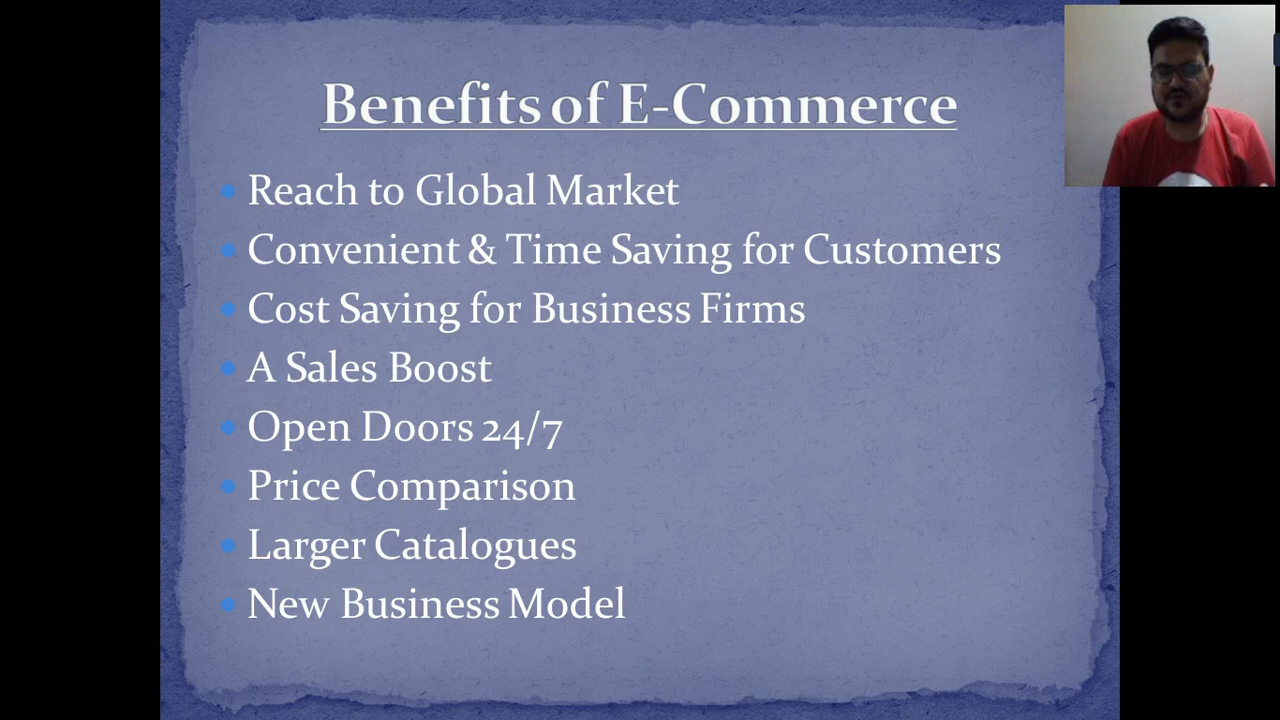 Benefits of E-Commerce
Reach to Global Market
Convenient & Time Saving for Customers
Cost Saving for Business Firms
A Sales Boost
Open Doors 24/7
Price Comparison
Larger Catalogues
New Business Model